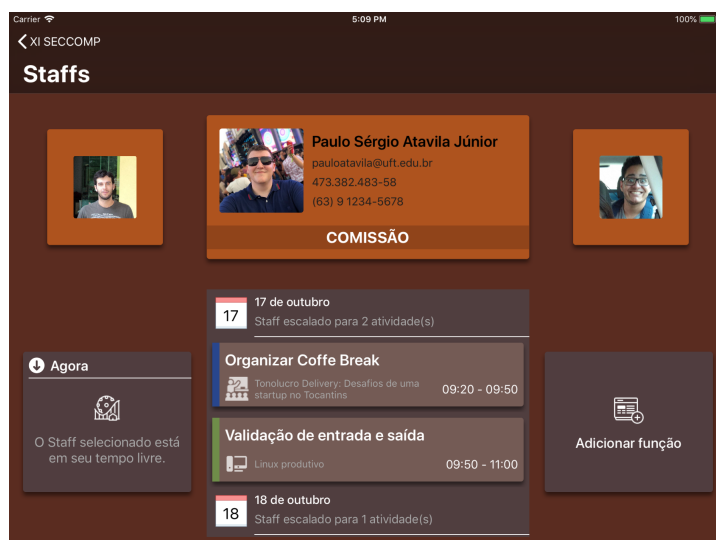 Carrier 5:09 PM 100%
XI SECCOMP
Staffs
Paulo Sérgio Atavila Júnior
pauloatavila@uft.edu.br
473.382.483-58
(63) 9 1234-5678
COMISSÃO
17
17 de outubro
Staff escalado para 2 atividade(s)
Organizar Coffe Break
Tonolucro Delivery: Desafios de uma
startup no Tocantins
09:20 - 09:50
Validação de entrada e saída
Linux produtivo
09:50 - 11:00
18
18 de outubro
Staff escalado para 1 atividade(s)
Agora
O Staff selecionado está
em seu tempo livre.
Adicionar função